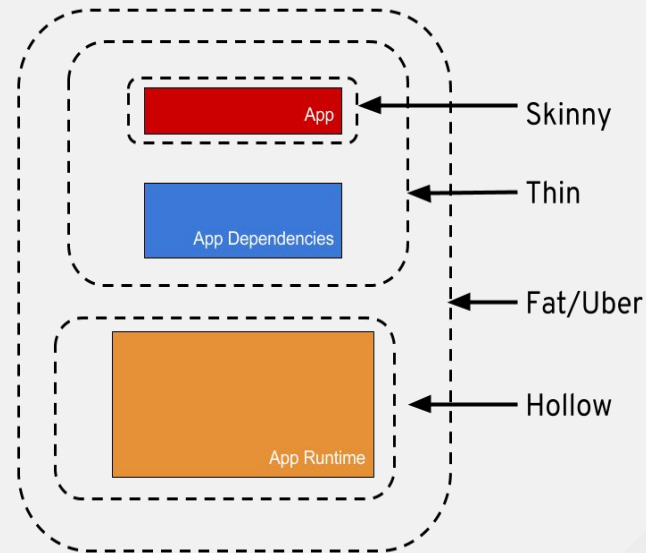 App
Skinny
Thin
App Dependencies
Fat/Uber
Hollow
App Runtime